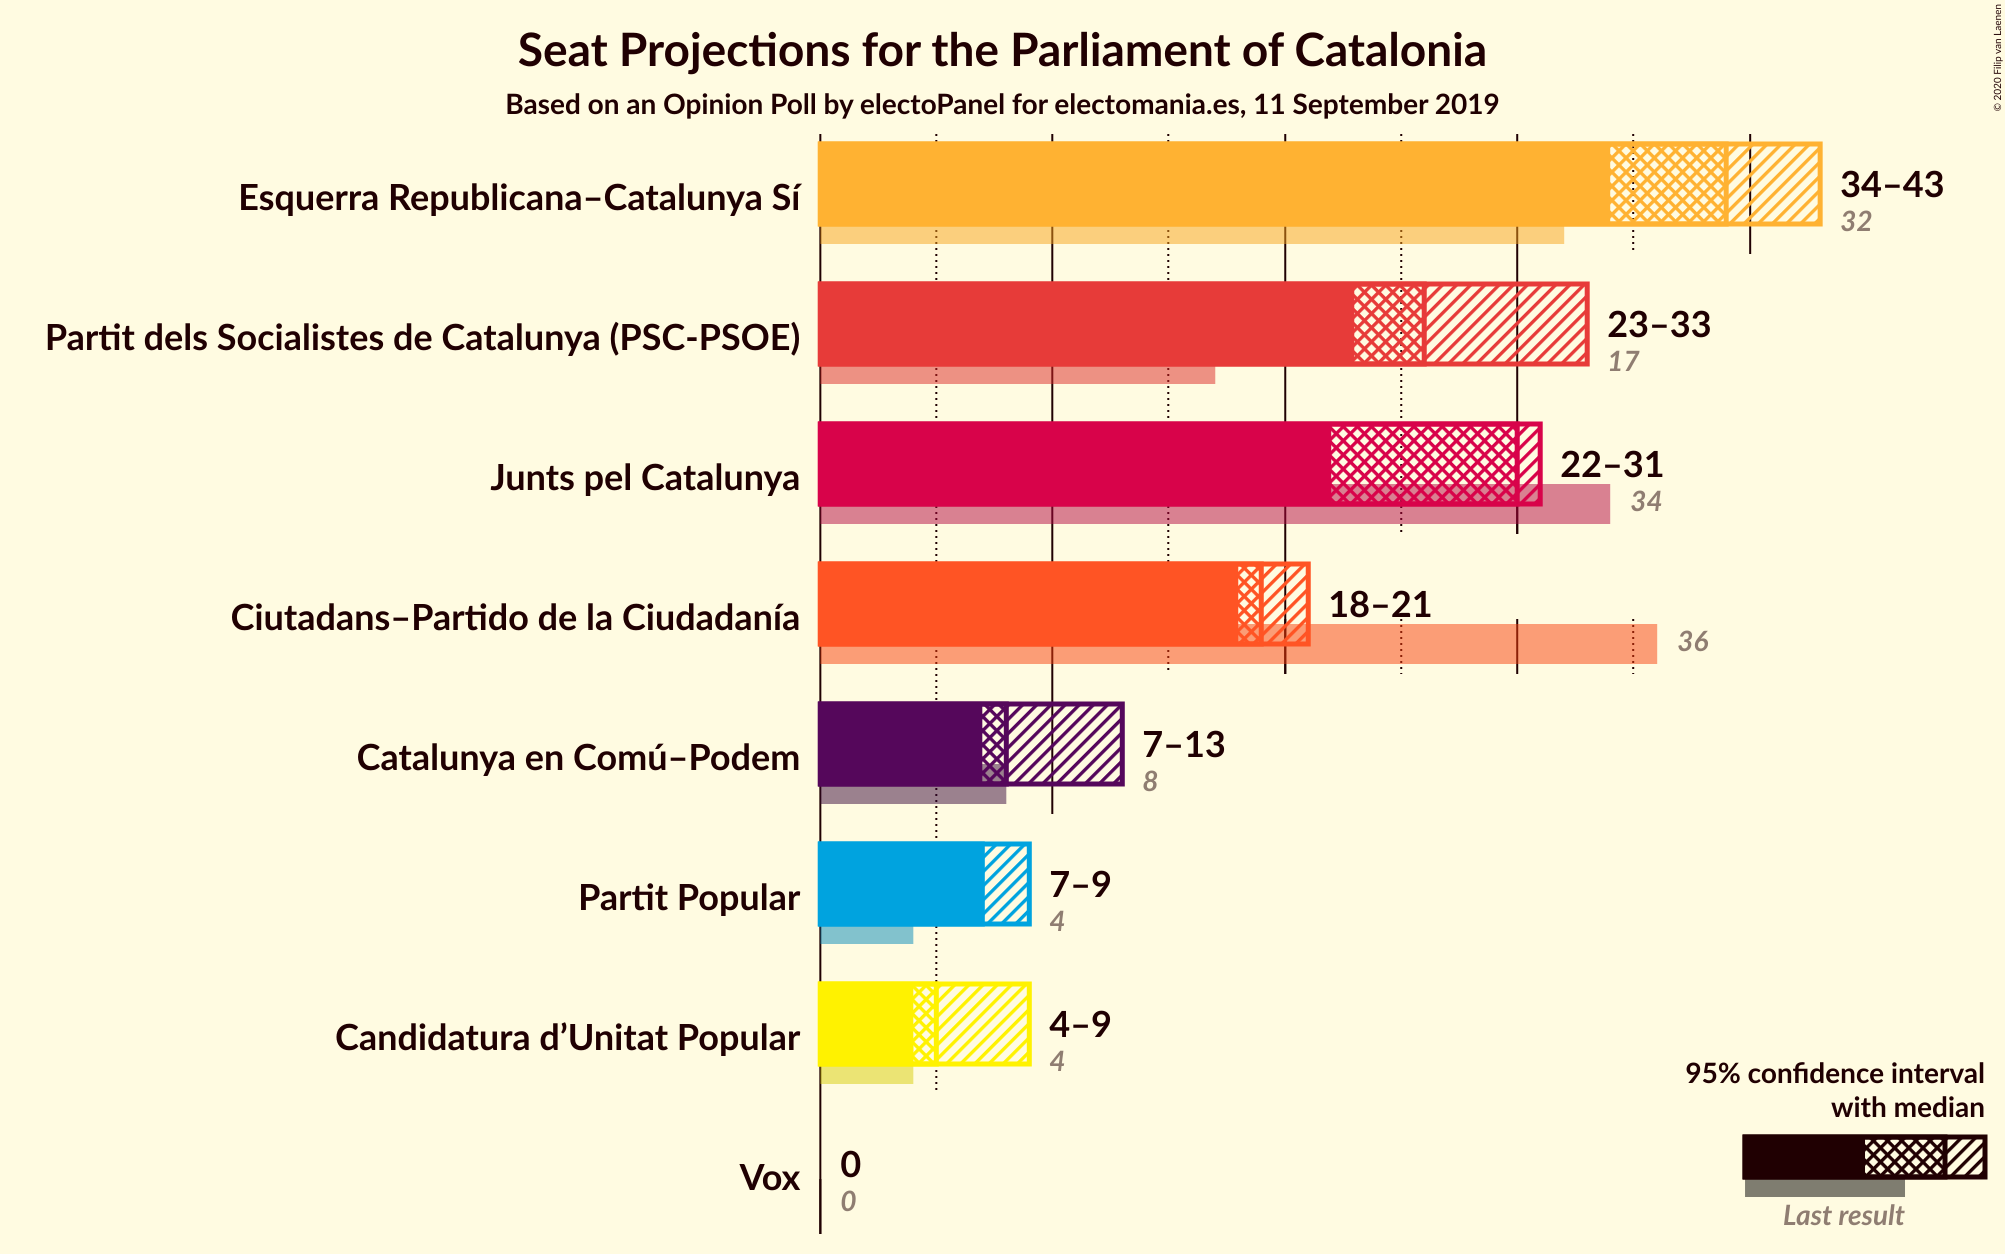 Seat Projections for the Parliament of Catalonia
Based on an Opinion Poll by electoPanel for electomania.es, 11 September 2019
© 2020 Filip van Laenen
Esquerra Republicana–Catalunya Sí
34–43
32
Partit dels Socialistes de Catalunya (PSC-PSOE)
23–33
17
Junts pel Catalunya
22–31
34
Ciutadans–Partido de la Ciudadanía
18–21
36
Catalunya en Comú–Podem
7–13
8
Partit Popular
7–9
4
Candidatura d’Unitat Popular
4–9
4
Vox
0
0
95% confidence interval
with median
Last result